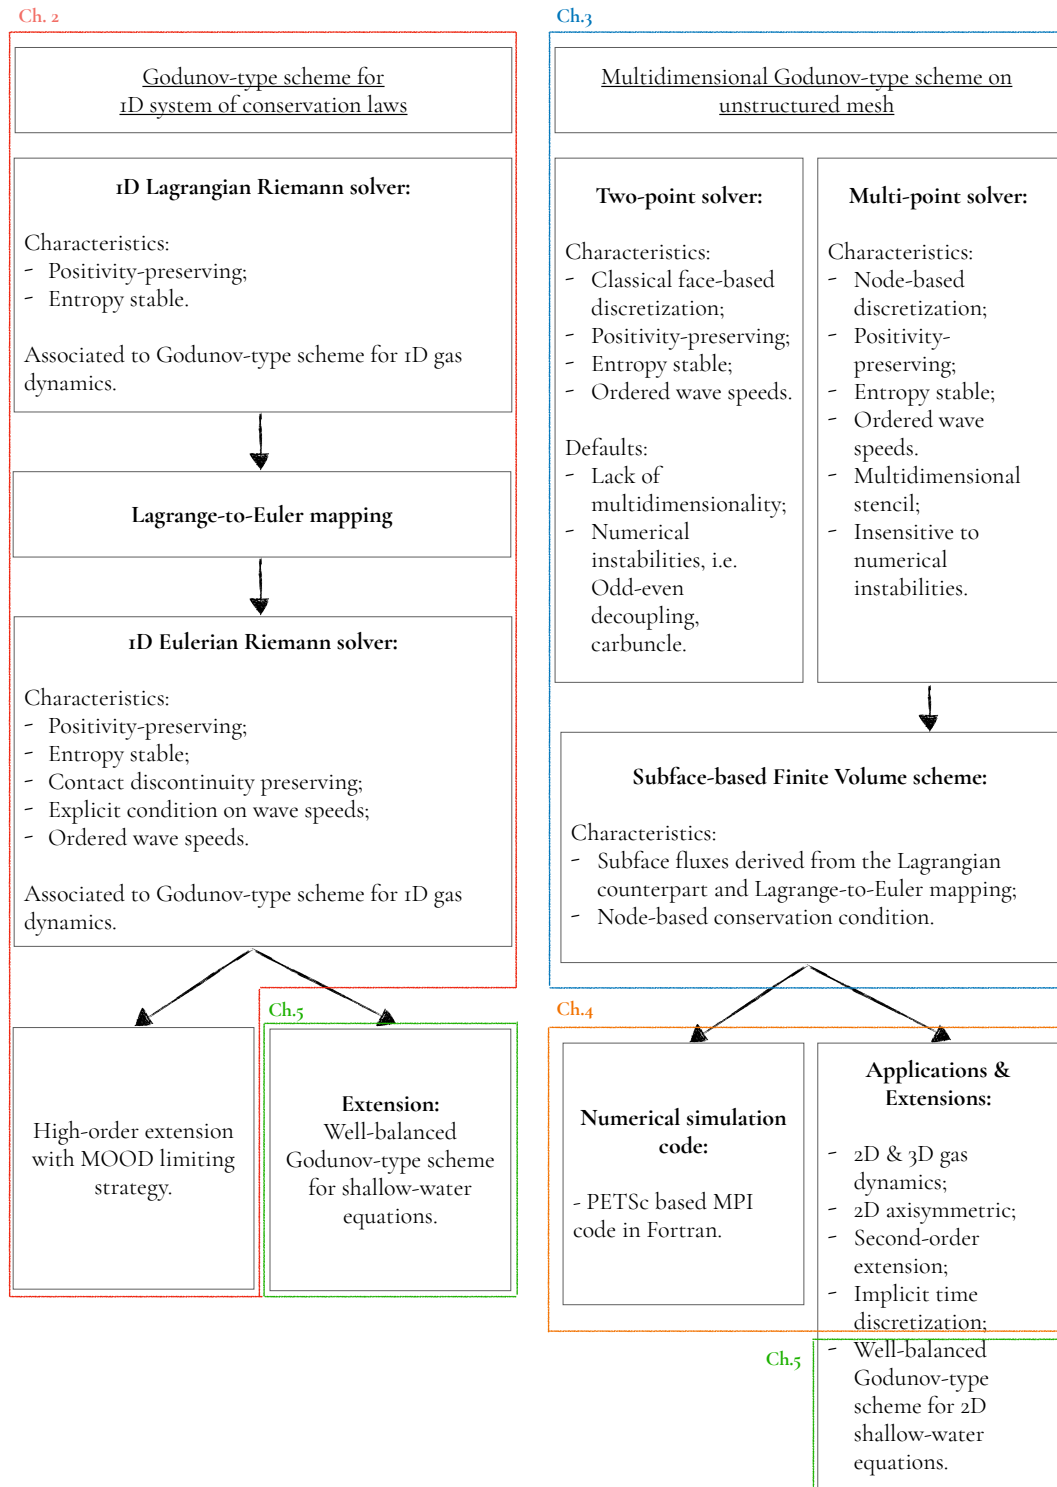 Ch. 2
Godunov-type scheme for
1D system of conservation laws
1D Lagrangian Riemann solver:
Characteristics:
- Positivity-preserving;
- Entropy stable.
Associated to Godunov-type scheme for 1D gas
dynamics.
Lagrange-to-Euler mapping
1D Eulerian Riemann solver:
Characteristics:
- Positivity-preserving;
- Entropy stable;
- Contact discontinuity preserving;
- Explicit condition on wave speeds;
- Ordered wave speeds.
Associated to Godunov-type scheme for 1D gas
dynamics.
High-order extension
with MOOD limiting
strategy.
Ch.5
Extension:
Well-balanced
Godunov-type scheme
for shallow-water
equations.
Ch.3
Multidimensional Godunov-type scheme on
unstructured mesh
Two-point solver:
Characteristics:
- Classical face-based
discretization;
- Positivity-preserving;
- Entropy stable;
- Ordered wave speeds.
Defaults:
- Lack of
multidimensionality;
- Numerical
instabilities, i.e.
Odd-even
decoupling,
carbuncle.
Multi-point solver:
Characteristics:
- Node-based
discretization;
- Positivity-
preserving;
- Entropy stable;
- Ordered wave
speeds.
- Multidimensional
stencil;
- Insensitive to
numerical
instabilities.
Subface-based Finite Volume scheme:
Characteristics:
- Subface fluxes derived from the Lagrangian
counterpart and Lagrange-to-Euler mapping;
- Node-based conservation condition.
Ch.4
Numerical simulation
code:
- PETSc based MPI
code in Fortran.
Applications &
Extensions:
- 2D & 3D gas
dynamics;
- 2D axisymmetric;
- Second-order
extension;
- Implicit time
discretization;
- Well-balanced
Godunov-type
scheme for 2D
shallow-water
equations.
Ch.5